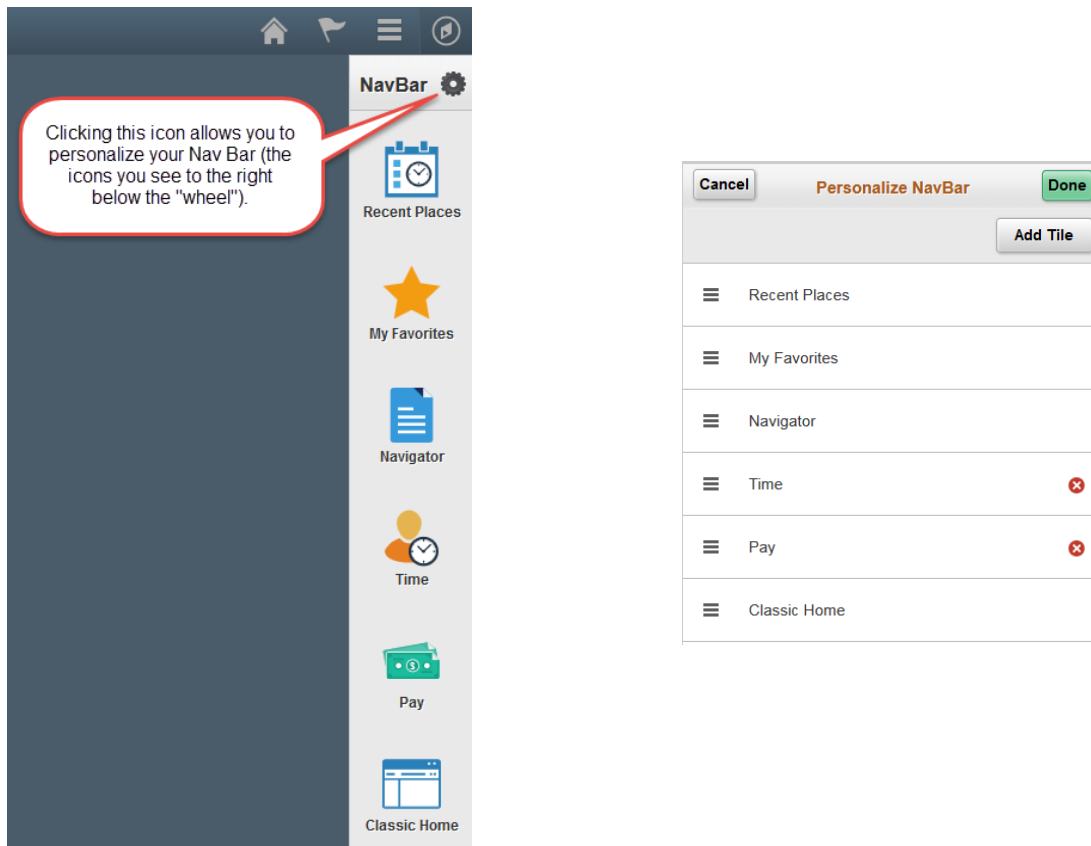 NavBar
Clicking this icon allows you to
personalize your Nav Bar (the
icons you see to the right
below the "wheel").
Recent Places
My Favorites
Navigator
Time
Pay
Classic Home
Cancel
Personalize NavBar
Done
Add Tile
Recent Places
My Favorites
Navigator
Time
Pay
Classic Home